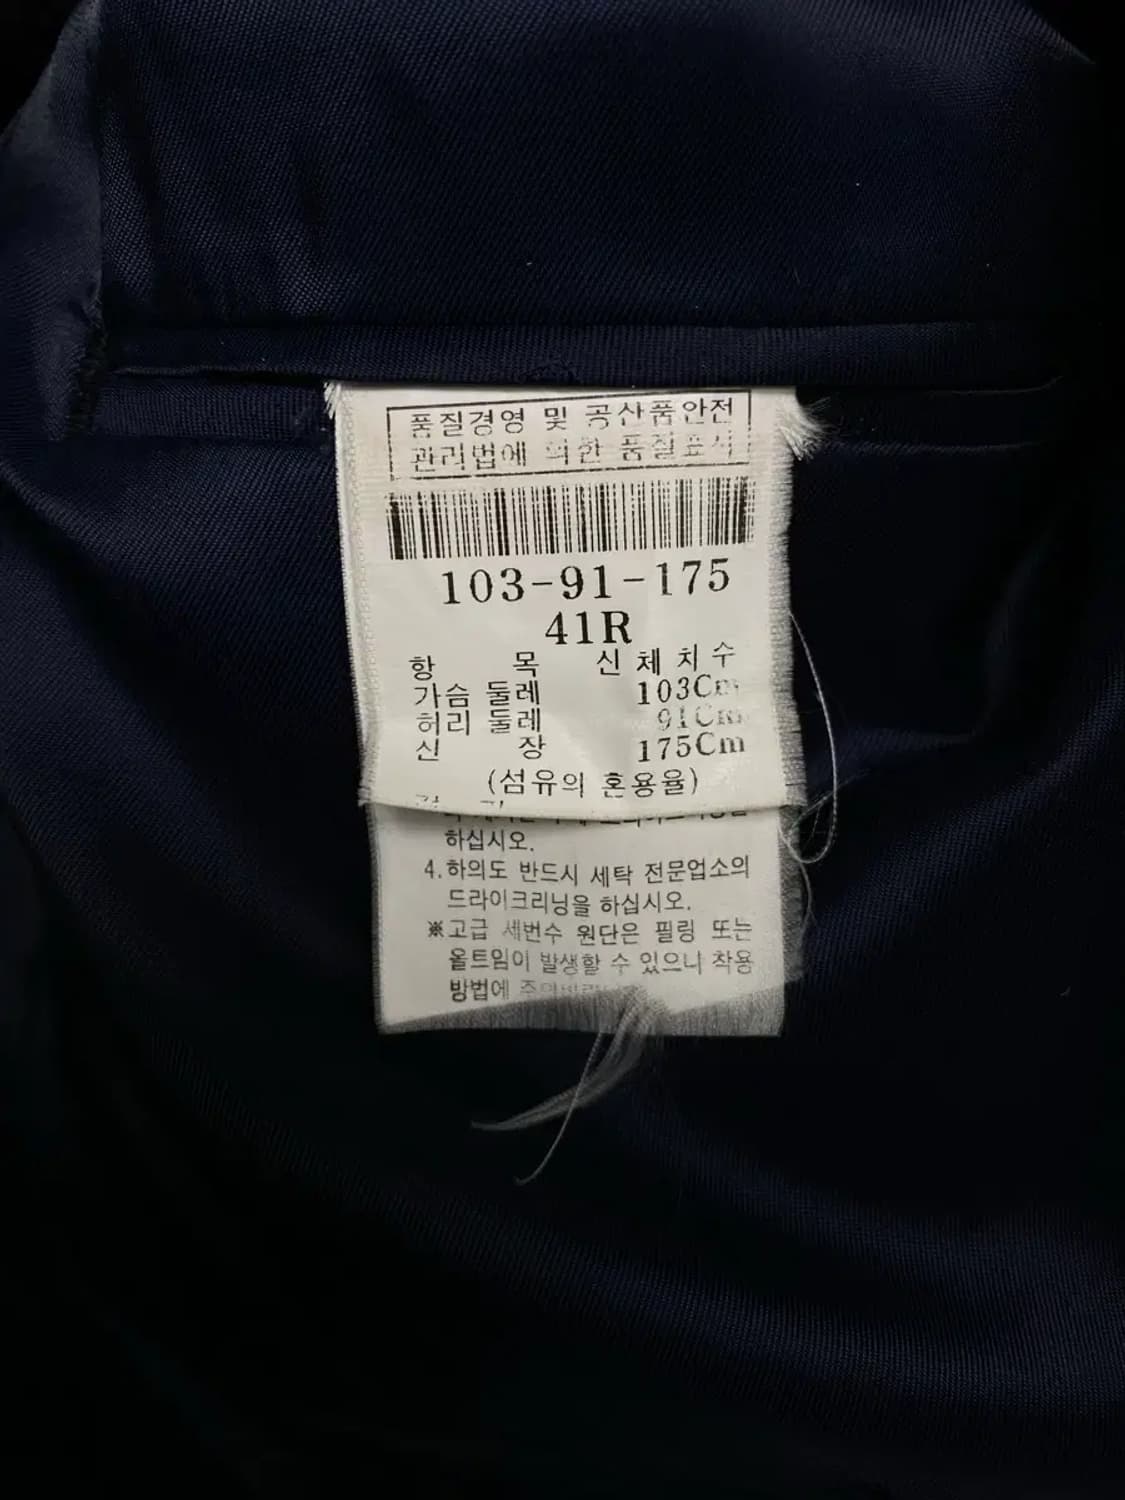 품질경영 및 공산품안전
관리법에 의한 품질표시
103-91-175
41R
항 목 신체치수
가슴 둘레 103Cm
허리 둘레 91Cm
신 장 175Cm
(섬유의 혼용율)
하십시오.
4.하의도 반드시 세탁 전문업소의
드라이크리닝을 하십시오.
※고급 세번수 원단은 필링 또는
올트임이 발생할 수 있으니 착용
방법에